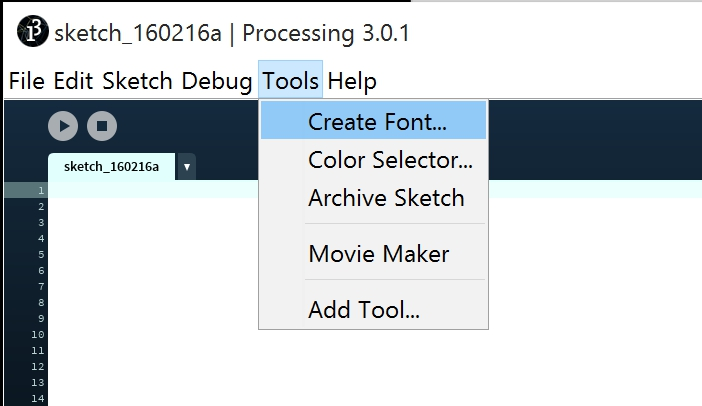 sketch_160216a | Processing 3.0.1
File Edit Sketch Debug Tools Help
Create Font...
Color Selector...
Archive Sketch
Movie Maker
Add Tool...
sketch_160216a
1
2
3
4
5
6
7
8
9
10
11
12
13
14